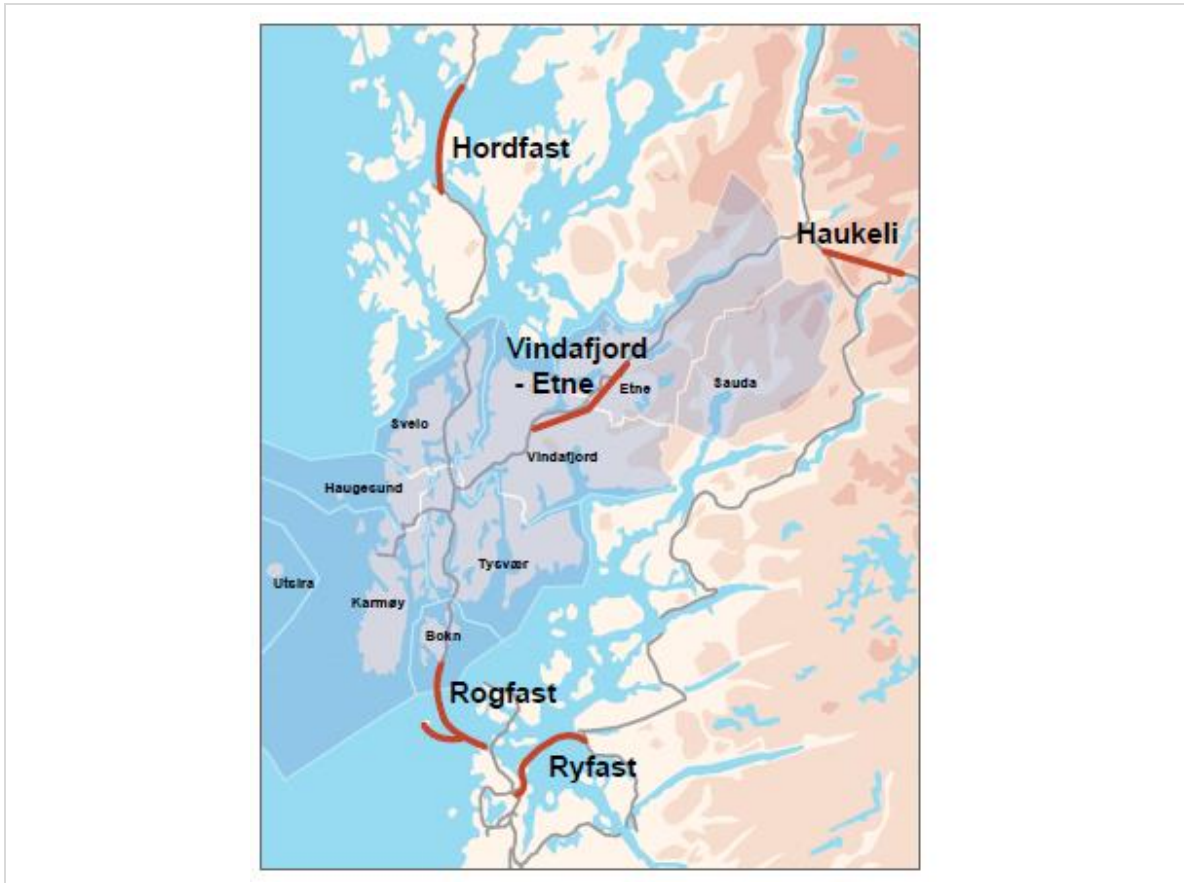 Hordfast
Haukeli
Vindafjord
- Etne
Etne
Sauda
Sveio
Vindafjord
Haugesund
Tysvær
Utsira
Karmøy
Bokn
Rogfast
Ryfast